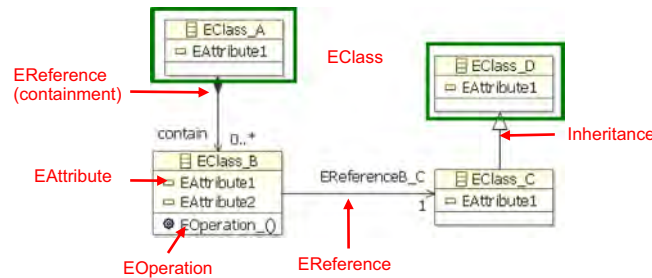 EClass_A
EAttribute1
EClass
EReference
(containment)
EClass_D
EAttribute1
contain
0..*
Inheritance
EClass_B
EAttribute1
EAttribute2
EOperation_()
EAttribute
EReferenceB_C
1
EClass_C
EAttribute1
EOperation
EReference